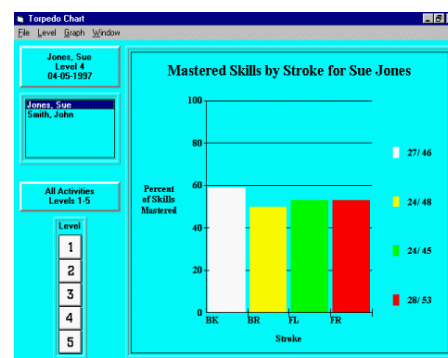 Torpedo Chart
File Level Graph Window
Jones, Sue
Level 4
04-05-1997
Jones, Sue
Smith, John
All Activities
Levels 1-5
Level
1
2
3
4
5
Mastered Skills by Stroke for Sue Jones
Percent
of Skills
Mastered
100
80
60
40
20
0
BK BR FL FR
Stroke
27/ 46
24/ 48
24/ 45
28/ 53